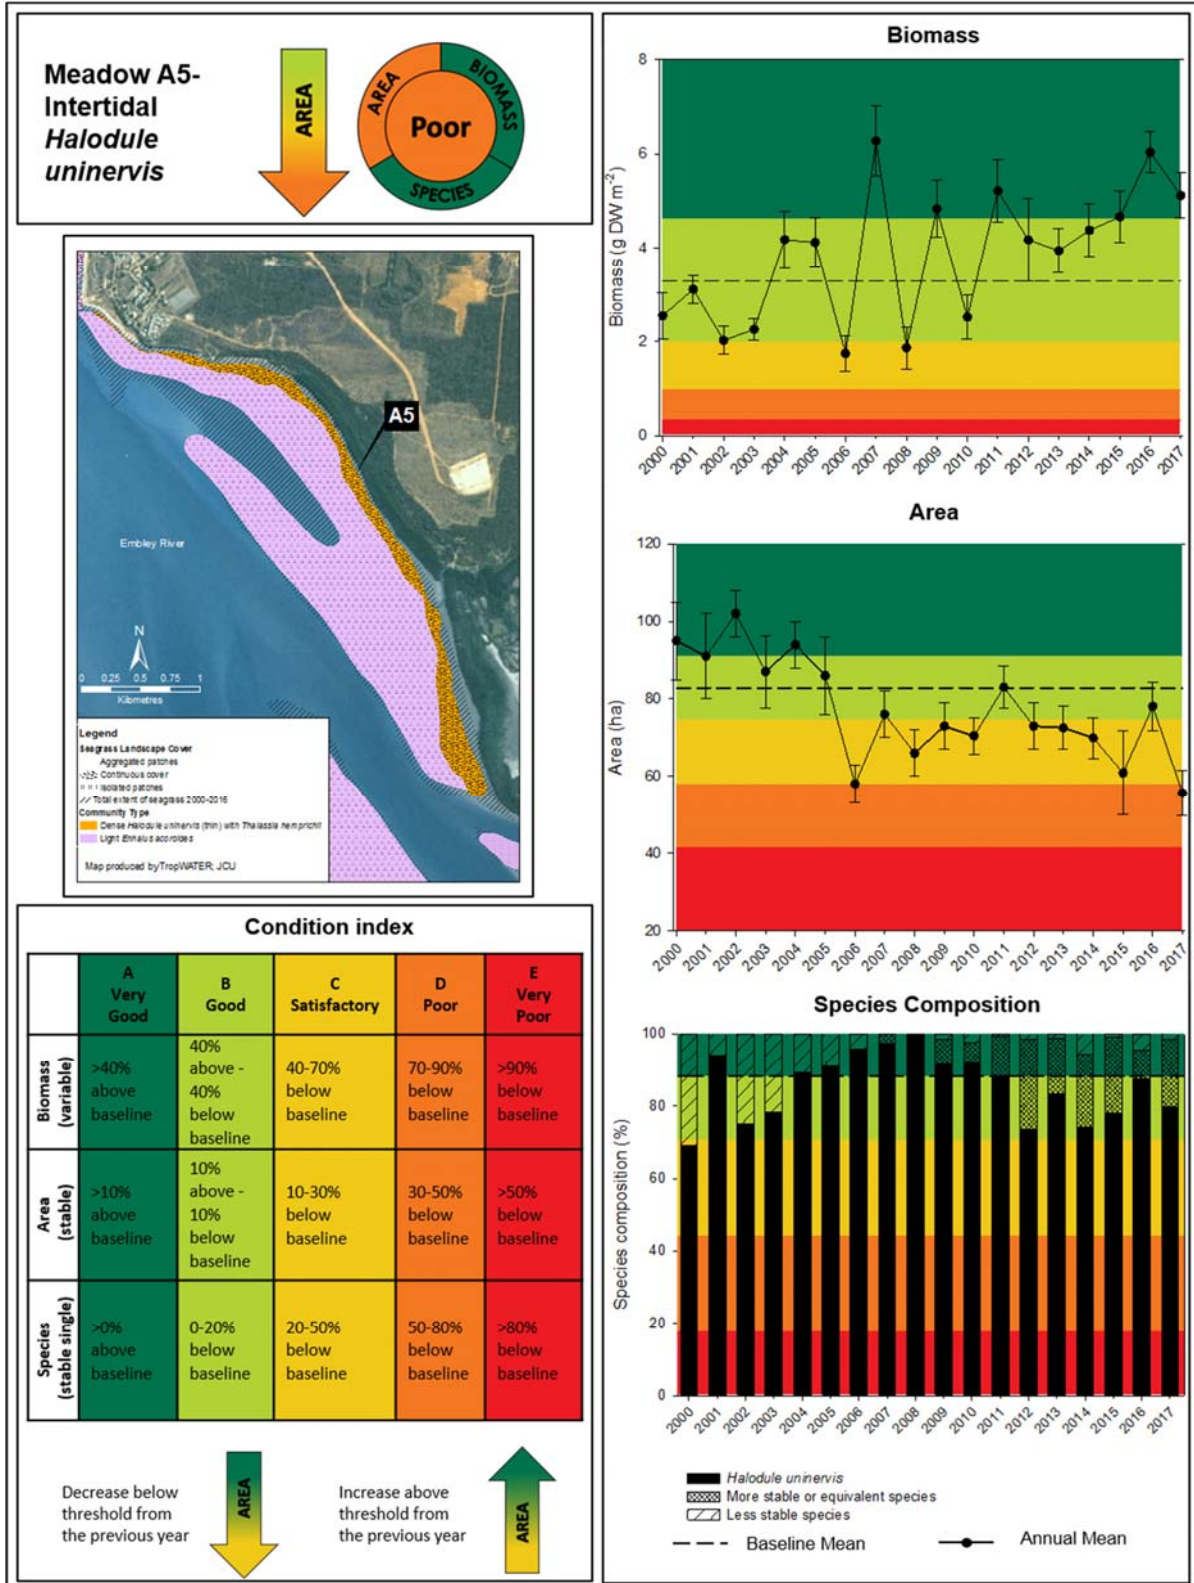 Meadow A5-
Intertidal
Halodule
uninervis
AREA
AREA
BIOMASS
SPECIES
Poor
A5
Embley River
N
0 0.25 0.5 0.75 1
Kilometres
Legend
Seagrass Landscape Cover
Aggregated patches
Continuous cover
Isolated patches
Total extent of seagrass 2000-2016
Community Type
Dense Halodule uninervis (thin) with Thalassia hemprichii
Light Enhalus acoroides
Map produced byTropWATER; JCU
Condition index
A
Very
Good
B
Good
C
Satisfactory
D
Poor
E
Very
Poor
Biomass
(variable)
>40%
above
baseline
40%
above -
40%
below
baseline
40-70%
below
baseline
70-90%
below
baseline
>90%
below
baseline
Area
(stable)
>10%
above
baseline
10%
above -
10%
below
baseline
10-30%
below
baseline
30-50%
below
baseline
>50%
below
baseline
Species
(stable single)
>0%
above
baseline
0-20%
below
baseline
20-50%
below
baseline
50-80%
below
baseline
>80%
below
baseline
Decrease below
threshold from
the previous year
AREA
Increase above
threshold from
the previous year
AREA
Biomass
Biomass (g DW m-2)
8
6
4
2
0
2000 2001 2002 2003 2004 2005 2006 2007 2008 2009 2010 2011 2012 2013 2014 2015 2016 2017
Area
Area (ha)
120
100
80
60
40
20
2000 2001 2002 2003 2004 2005 2006 2007 2008 2009 2010 2011 2012 2013 2014 2015 2016 2017
Species Composition
Species composition (%)
100
80
60
40
20
0
2000 2001 2002 2003 2004 2005 2006 2007 2008 2009 2010 2011 2012 2013 2014 2015 2016 2017
Halodule uninervis
More stable or equivalent species
Less stable species
Baseline Mean
Annual Mean